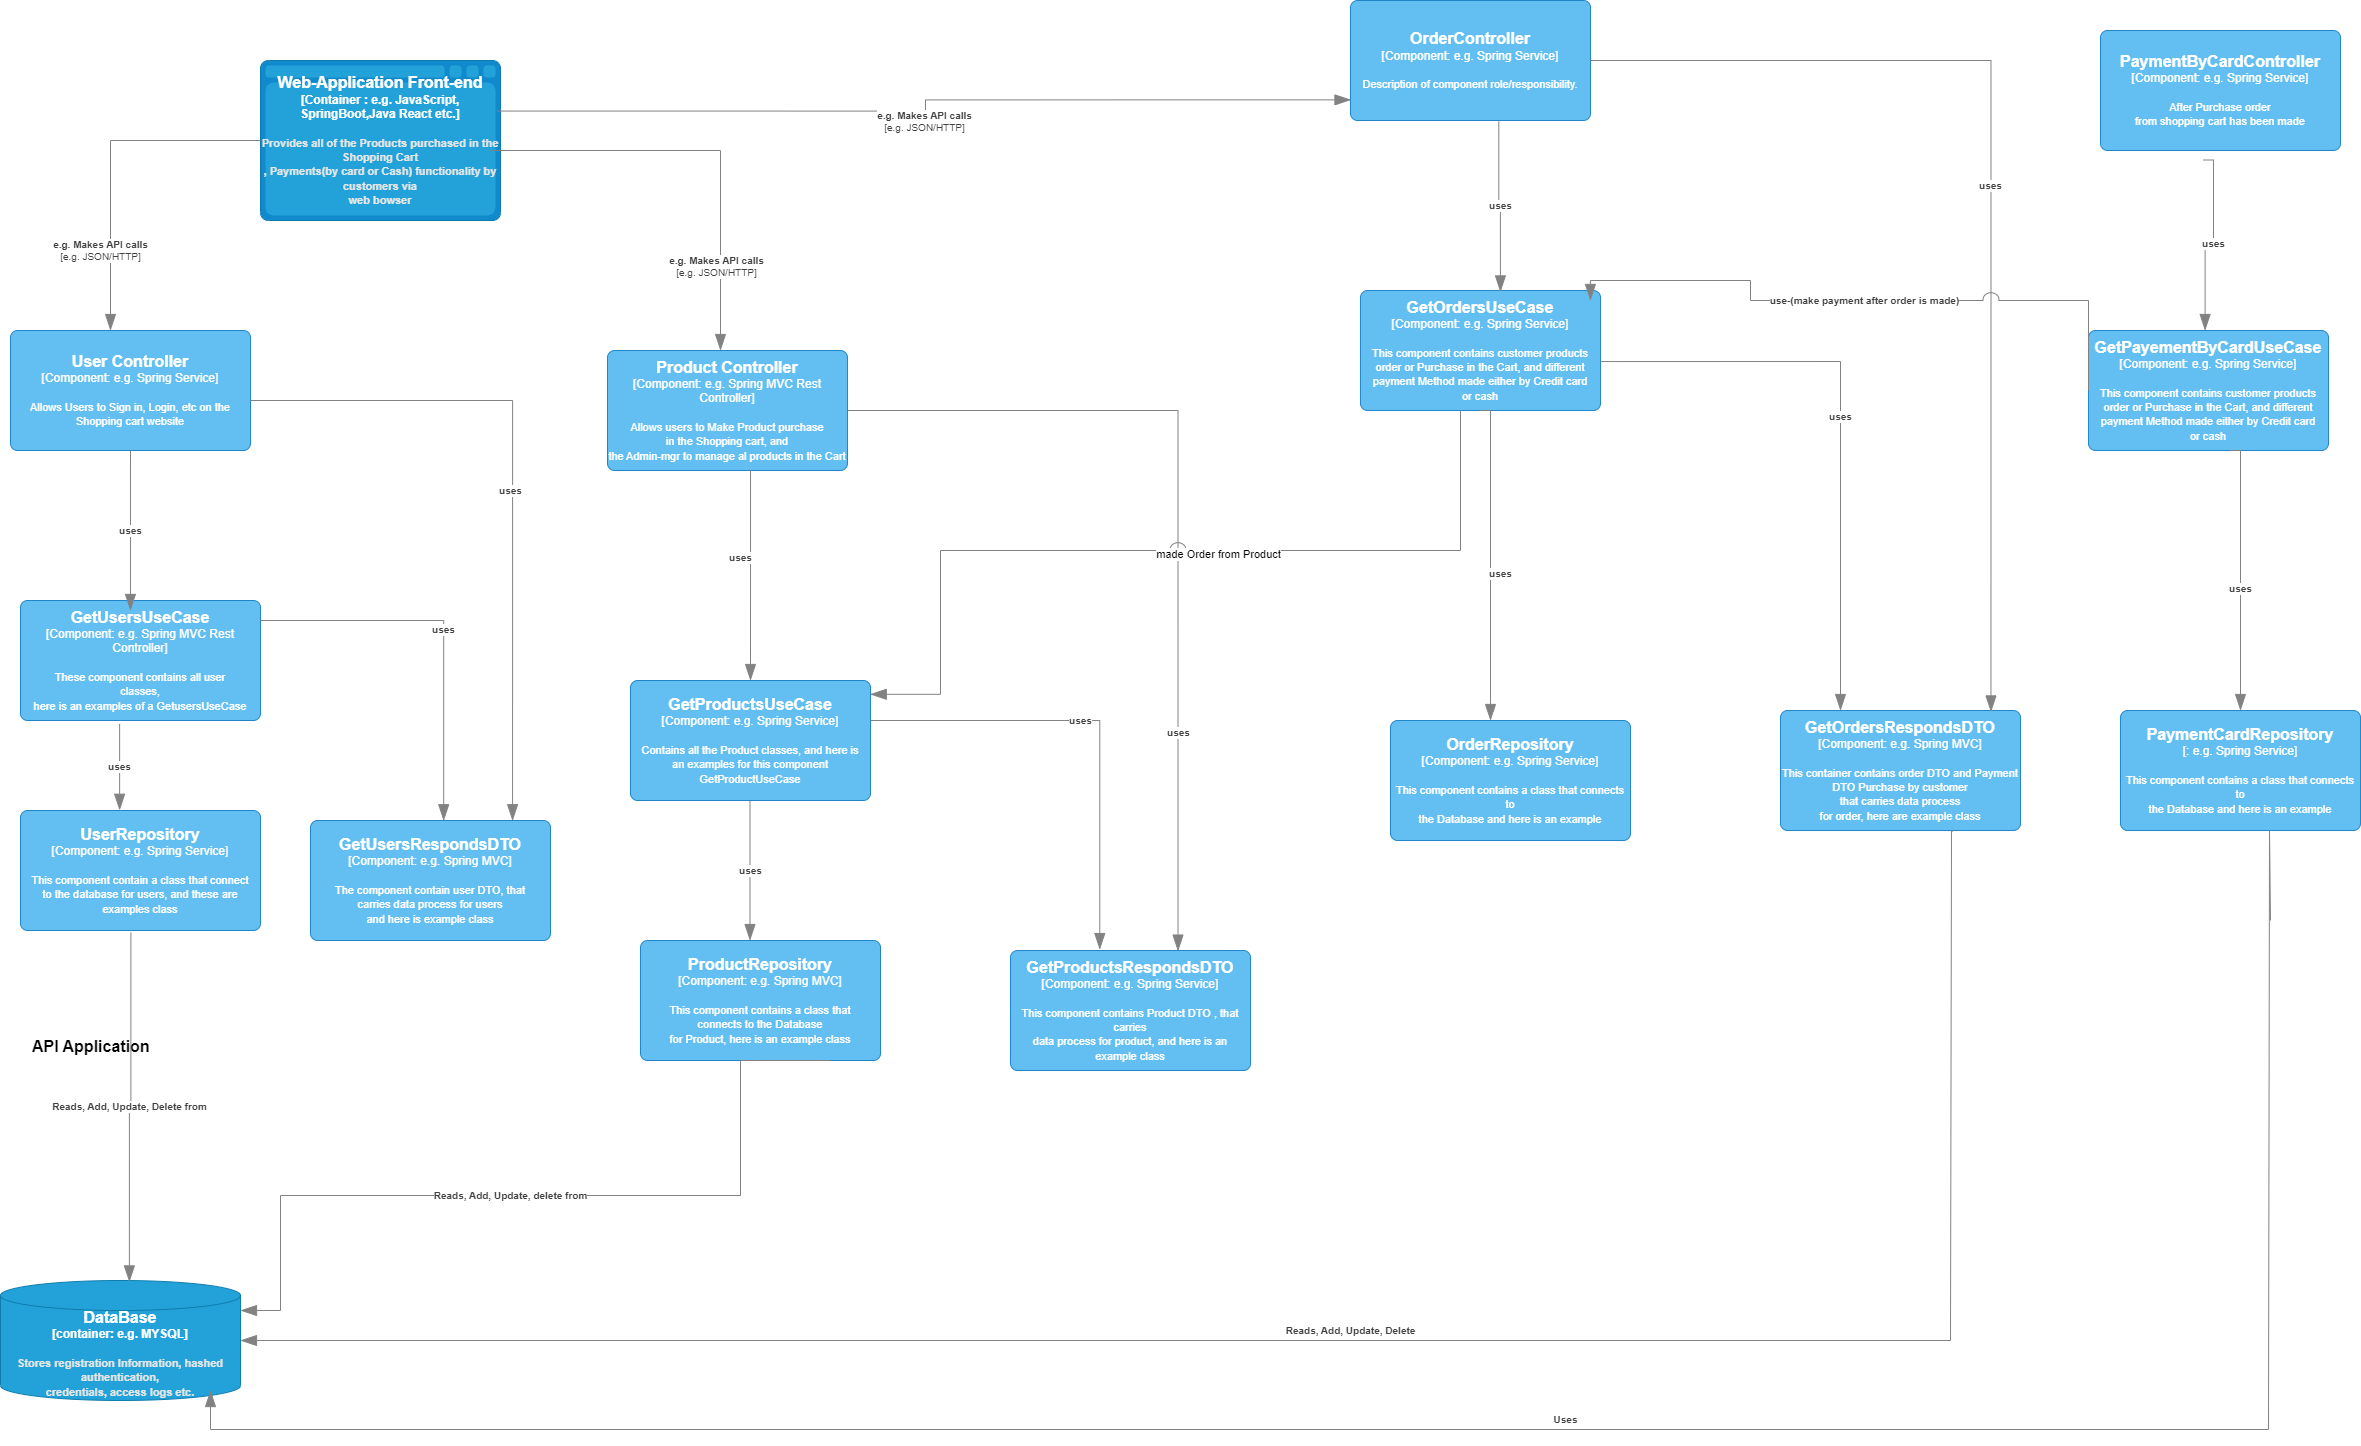 OrderController
[Component: e.g. Spring Service]
Description of component role/responsibility.
PaymentByCardController
[Component: e.g. Spring Service]
After Purchase order
from shopping cart has been made
Web-Application Front-end
[Container : e.g. JavaScript,
SpringBoot,Java React etc.]
Provides all of the Products purchased in the
Shopping Cart
, Payments(by card or Cash) functionality by
customers via
web bowser
e.g. Makes API calls
[e.g. JSON/HTTP]
uses
uses
e.g. Makes API calls
[e.g. JSON/HTTP]
e.g. Makes API calls
[e.g. JSON/HTTP]
uses
use-(make payment after order is made)
User Controller
[Component: e.g. Spring Service]
Allows Users to Sign in, Login, etc on the
Shopping cart website
Product Controller
[Component: e.g. Spring MVC Rest
Controller]
Allows users to Make Product purchase
in the Shopping cart, and
the Admin-mgr to manage al products in the Cart
GetOrdersUseCase
[Component: e.g. Spring Service]
This component contains customer products
order or Purchase in the Cart, and different
payment Method made either by Credit card
or cash
GetPayementByCardUseCase
[Component: e.g. Spring Service]
This component contains customer products
order or Purchase in the Cart, and different
payment Method made either by Credit card
or cash
uses
uses
uses
uses
made Order from Product
uses
uses
GetUsersUseCase
[Component: e.g. Spring MVC Rest
Controller]
These component contains all user
classes,
here is an examples of a GetusersUseCase
uses
GetProductsUseCase
[Component: e.g. Spring Service]
Contains all the Product classes, and here is
an examples for this component
GetProductUseCase
uses
uses
OrderRepository
[Component: e.g. Spring Service]
This component contains a class that connects
to
the Database and here is an example
GetOrdersRespondsDTO
[Component: e.g. Spring MVC]
This container contains order DTO and Payment
DTO Purchase by customer
that carries data process
for order, here are example class
PaymentCardRepository
[: e.g. Spring Service]
This component contains a class that connects
to
the Database and here is an example
uses
UserRepository
[Component: e.g. Spring Service]
This component contain a class that connect
to the database for users, and these are
examples class
GetUsersRespondsDTO
[Component: e.g. Spring MVC]
The component contain user DTO, that
carries data process for users
and here is example class
uses
ProductRepository
[Component: e.g. Spring MVC]
This component contains a class that
connects to the Database
for Product, here is an example class
GetProductsRespondsDTO
[Component: e.g. Spring Service]
This component contains Product DTO , that
carries
data process for product, and here is an
example class
API Application
Reads, Add, Update, Delete from
Reads, Add, Update, delete from
DataBase
[container: e.g. MYSQL]
Stores registration Information, hashed
authentication,
credentials, access logs etc.
Reads, Add, Update, Delete
Uses